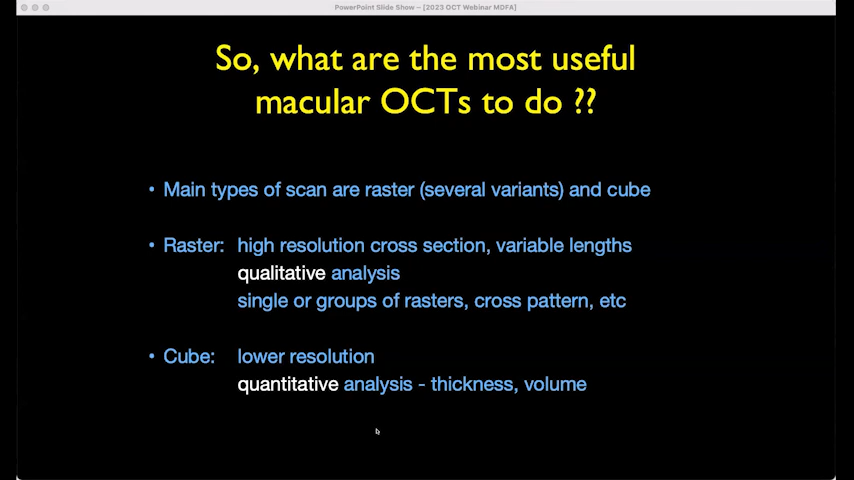 PowerPoint Slide Show – [2023 OCT Webinar MDFA]
So, what are the most useful
macular OCTs to do ??
• Main types of scan are raster (several variants) and cube
• Raster: high resolution cross section, variable lengths
qualitative analysis
single or groups of rasters, cross pattern, etc
• Cube: lower resolution
quantitative analysis - thickness, volume